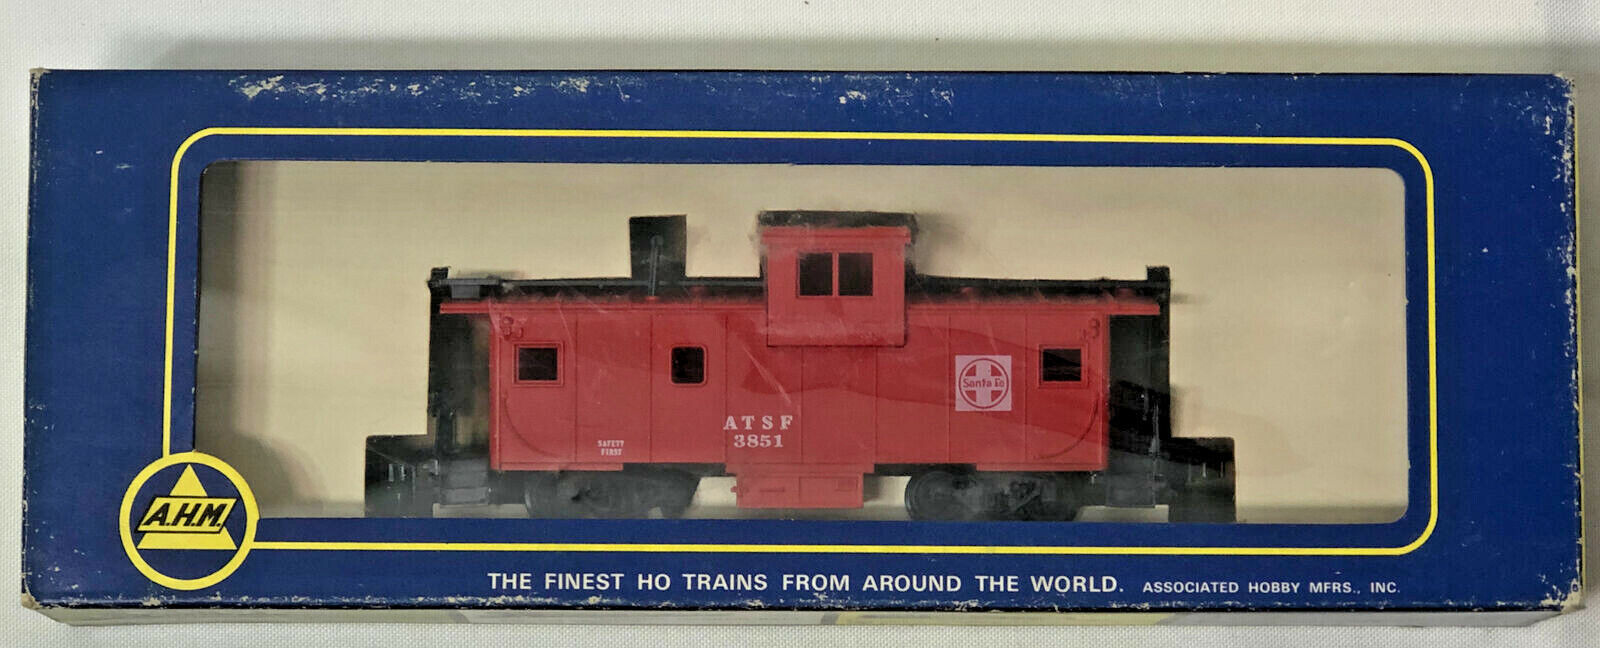 Santa Fe
ATSF
3851
SAFETY
FIRST
A.H.M.
THE FINEST HO TRAINS FROM AROUND THE WORLD. ASSOCIATED HOBBY MFRS., INC.